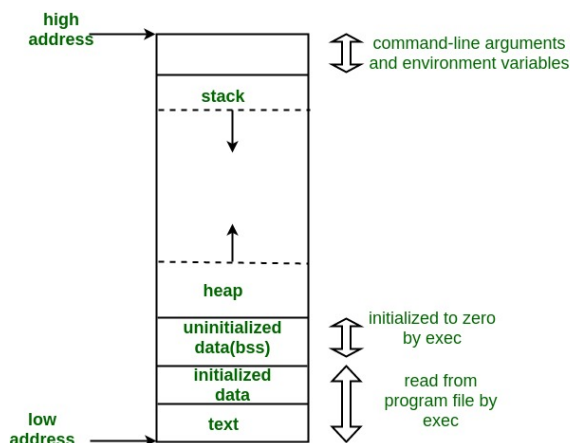 high
address
command-line arguments
and environment variables
stack
heap
uninitialized
data(bss)
initialized to zero
by exec
initialized
data
read from
program file by
exec
text
low
address